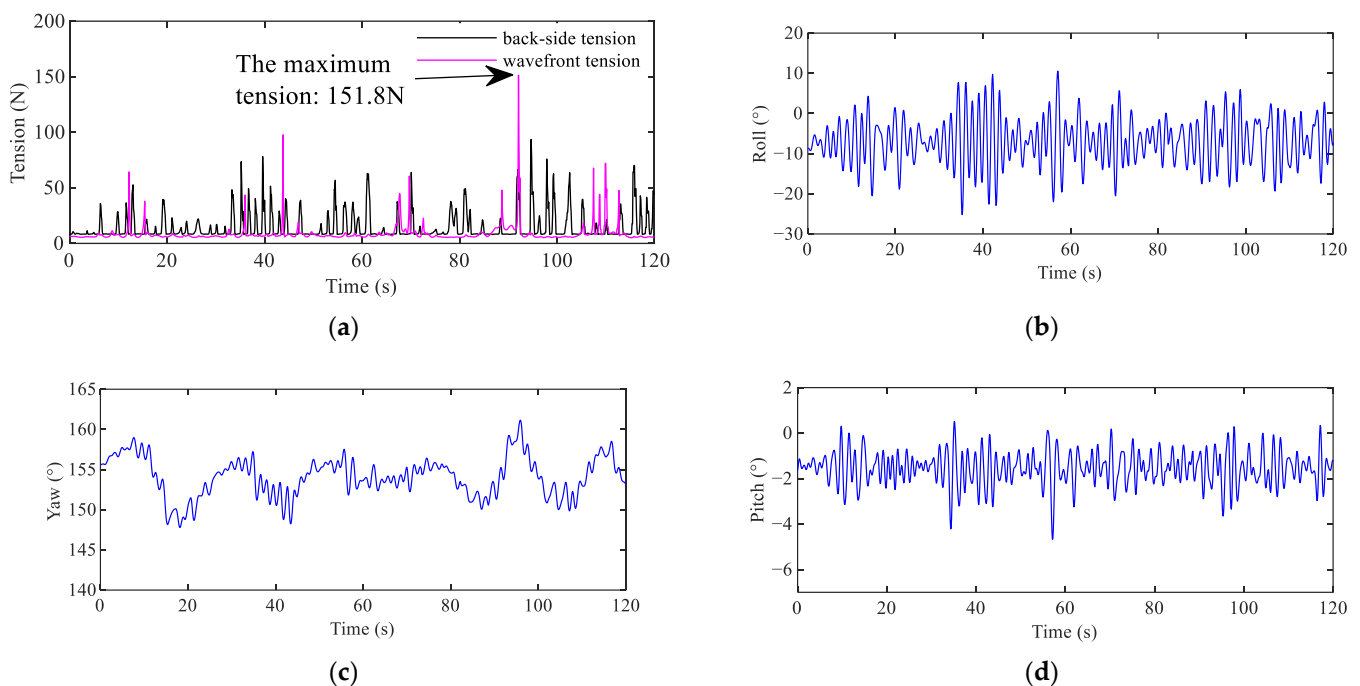 200
150
100
50
0
Tension (N)
back-side tension
wavefront tension
The maximum
tension: 151.8N
0 20 40 60 80 100 120
Time (s)
(a)
20
10
0
−10
−20
−30
Roll (°)
0 20 40 60 80 100 120
Time (s)
(b)
165
160
155
150
145
140
Yaw (°)
0 20 40 60 80 100 120
Time (s)
(c)
2
0
−2
−4
−6
Pitch (°)
0 20 40 60 80 100 120
Time (s)
(d)